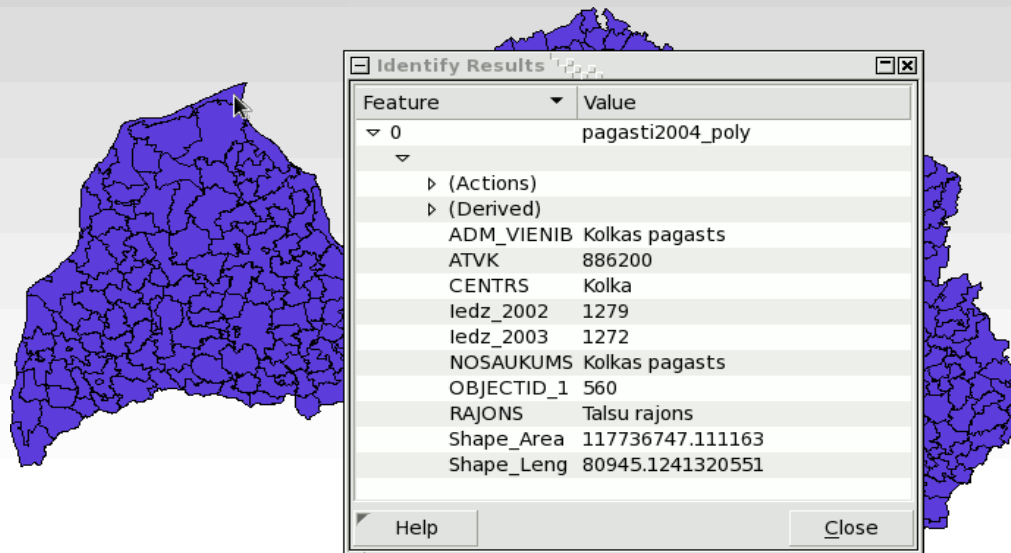 Identify Results
Feature Value
0 pagasti2004_poly
(Actions)
(Derived)
ADM_VIENIB Kolkas pagasts
ATVK 886200
CENTRS Kolka
Iedz_2002 1279
Iedz_2003 1272
NOSAUKUMS Kolkas pagasts
OBJECTID_1 560
RAJONS Talsu rajons
Shape_Area 117736747.111163
Shape_Leng 80945.1241320551
Help Close